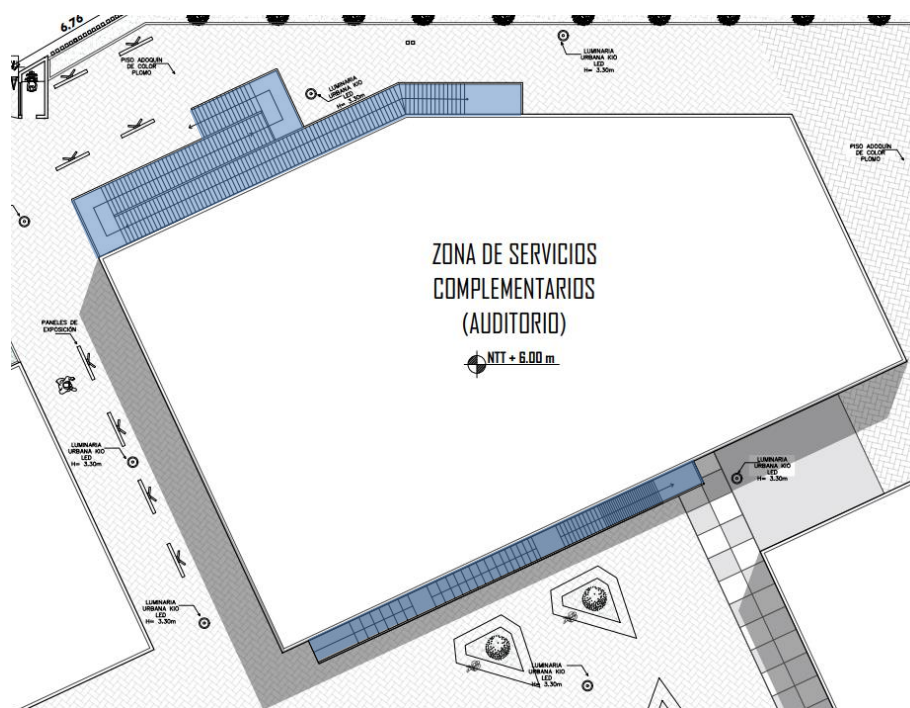 6.76
PISO ADOQUIN
DE COLOR
PLOMO
LUMINARIA
URBANA KIO
LED
H= 3.30m
LUMINARIA
URBANA KIO
LED
H= 3.30m
PISO ADOQUIN
DE COLOR
PLOMO
ZONA DE SERVICIOS
COMPLEMENTARIOS
(AUDITORIO)
NTT + 6.00 m
PANELES DE
EXPOSICIÓN
LUMINARIA
URBANA KIO
LED
H= 3.30m
LUMINARIA
URBANA KIO
LED
H= 3.30m
LUMINARIA
URBANA KIO
LED
H= 3.30m
LUMINARIA
URBANA KIO
LED
H= 3.30m